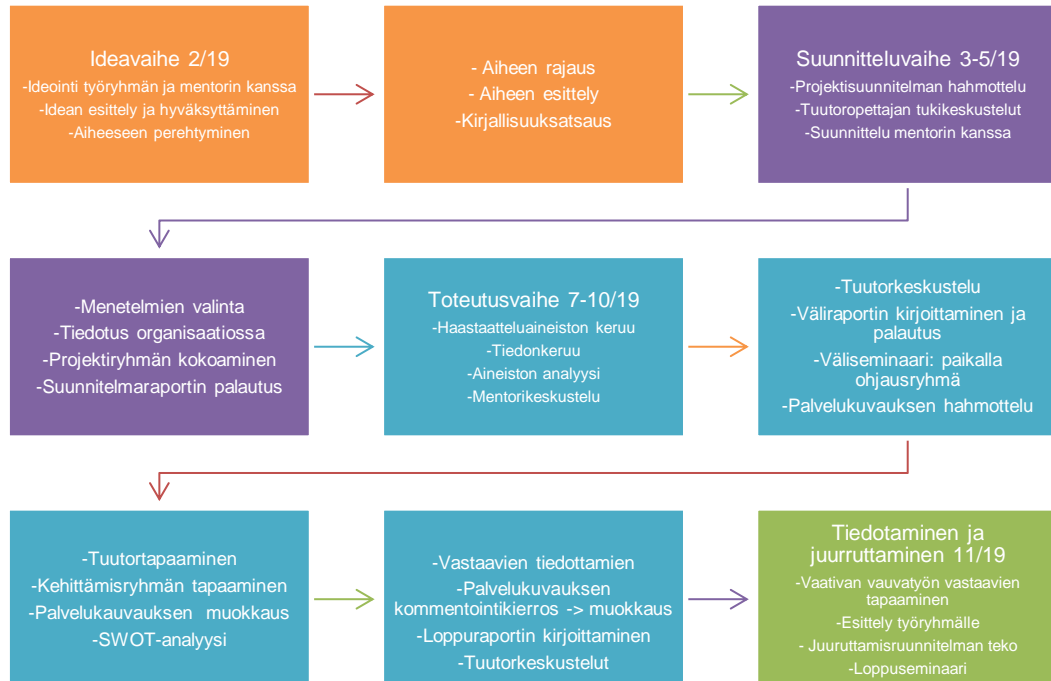 Ideavaihe 2/19
-Ideointi työryhmän ja mentorin kanssa
-Idean esittely ja hyväksyttäminen
-Aiheeseen perehtyminen
- Aiheen rajaus
- Aiheen esittely
-Kirjallisuuksatsaus
Suunnitteluvaihe 3-5/19
-Projektisuunnitelman hahmottelu
-Tuutoropettajan tukikeskustelut
-Suunnittelu mentorin kanssa
-Menetelmien valinta
-Tiedotus organisaatiossa
-Projektiryhmän kokoaminen
-Suunnitelmaraportin palautus
Toteutusvaihe 7-10/19
-Haastaatteluaineiston keruu
-Tiedonkeruu
-Aineiston analyysi
-Mentorikeskustelu
-Tuutorkeskustelu
-Väliraportin kirjoittaminen ja
palautus
-Väliseminaari: paikalla
ohjausryhmä
-Palvelukuvauksen hahmottelu
-Tuutortapaaminen
-Kehittämisryhmän tapaaminen
-Palvelukauvauksen muokkaus
-SWOT-analyysi
-Vastaavien tiedottamien
-Palvelukuvauksen
kommentointikierros -> muokkaus
-Loppuraportin kirjoittaminen
-Tuutorkeskustelut
Tiedotaminen ja
juurruttaminen 11/19
-Vaativan vauvatyön vastaavien
tapaaminen
-Esittely työryhmälle
- Juuruttamisruunnitelman teko
-Loppuseminaari